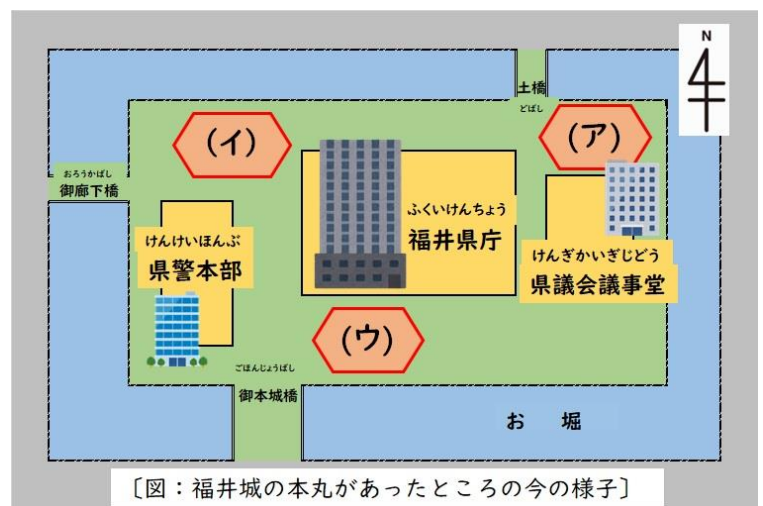 N
土橋
どばし
(ア)
(イ)
おろうかばし
御廊下橋
ふくいけんちょう
福井県庁
けんけいほんぶ
県警本部
けんぎかいぎじどう
県議会議事堂
(ウ)
ごほんじょうばし
御本城橋
お 堀
〔図：福井城の本丸があったところの今の様子〕